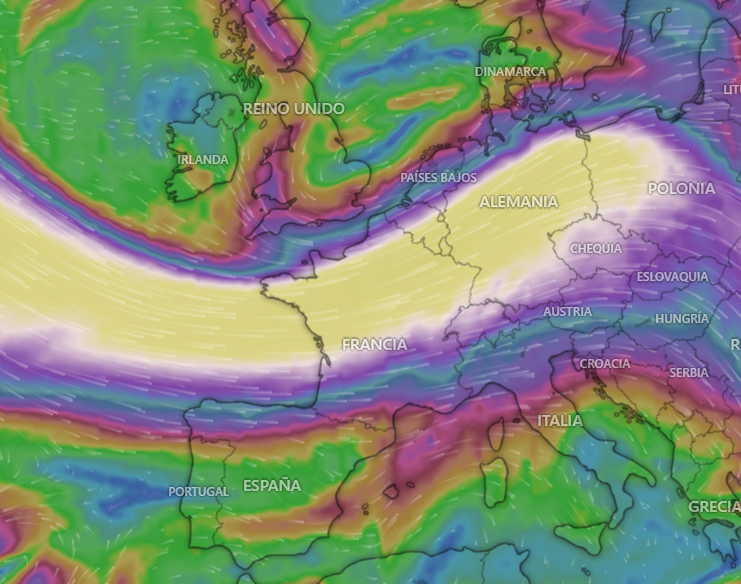 DINAMARCA
LITU
REINO UNIDO
IRLANDA
PAÍSES BAJOS
POLONIA
ALEMANIA
CHEQUIA
ESLOVAQUIA
AUSTRIA
HUNGRÍA
FRANCIA
R
CROACIA
SERBIA
ITALIA
ESPAÑA
PORTUGAL
GRECIA